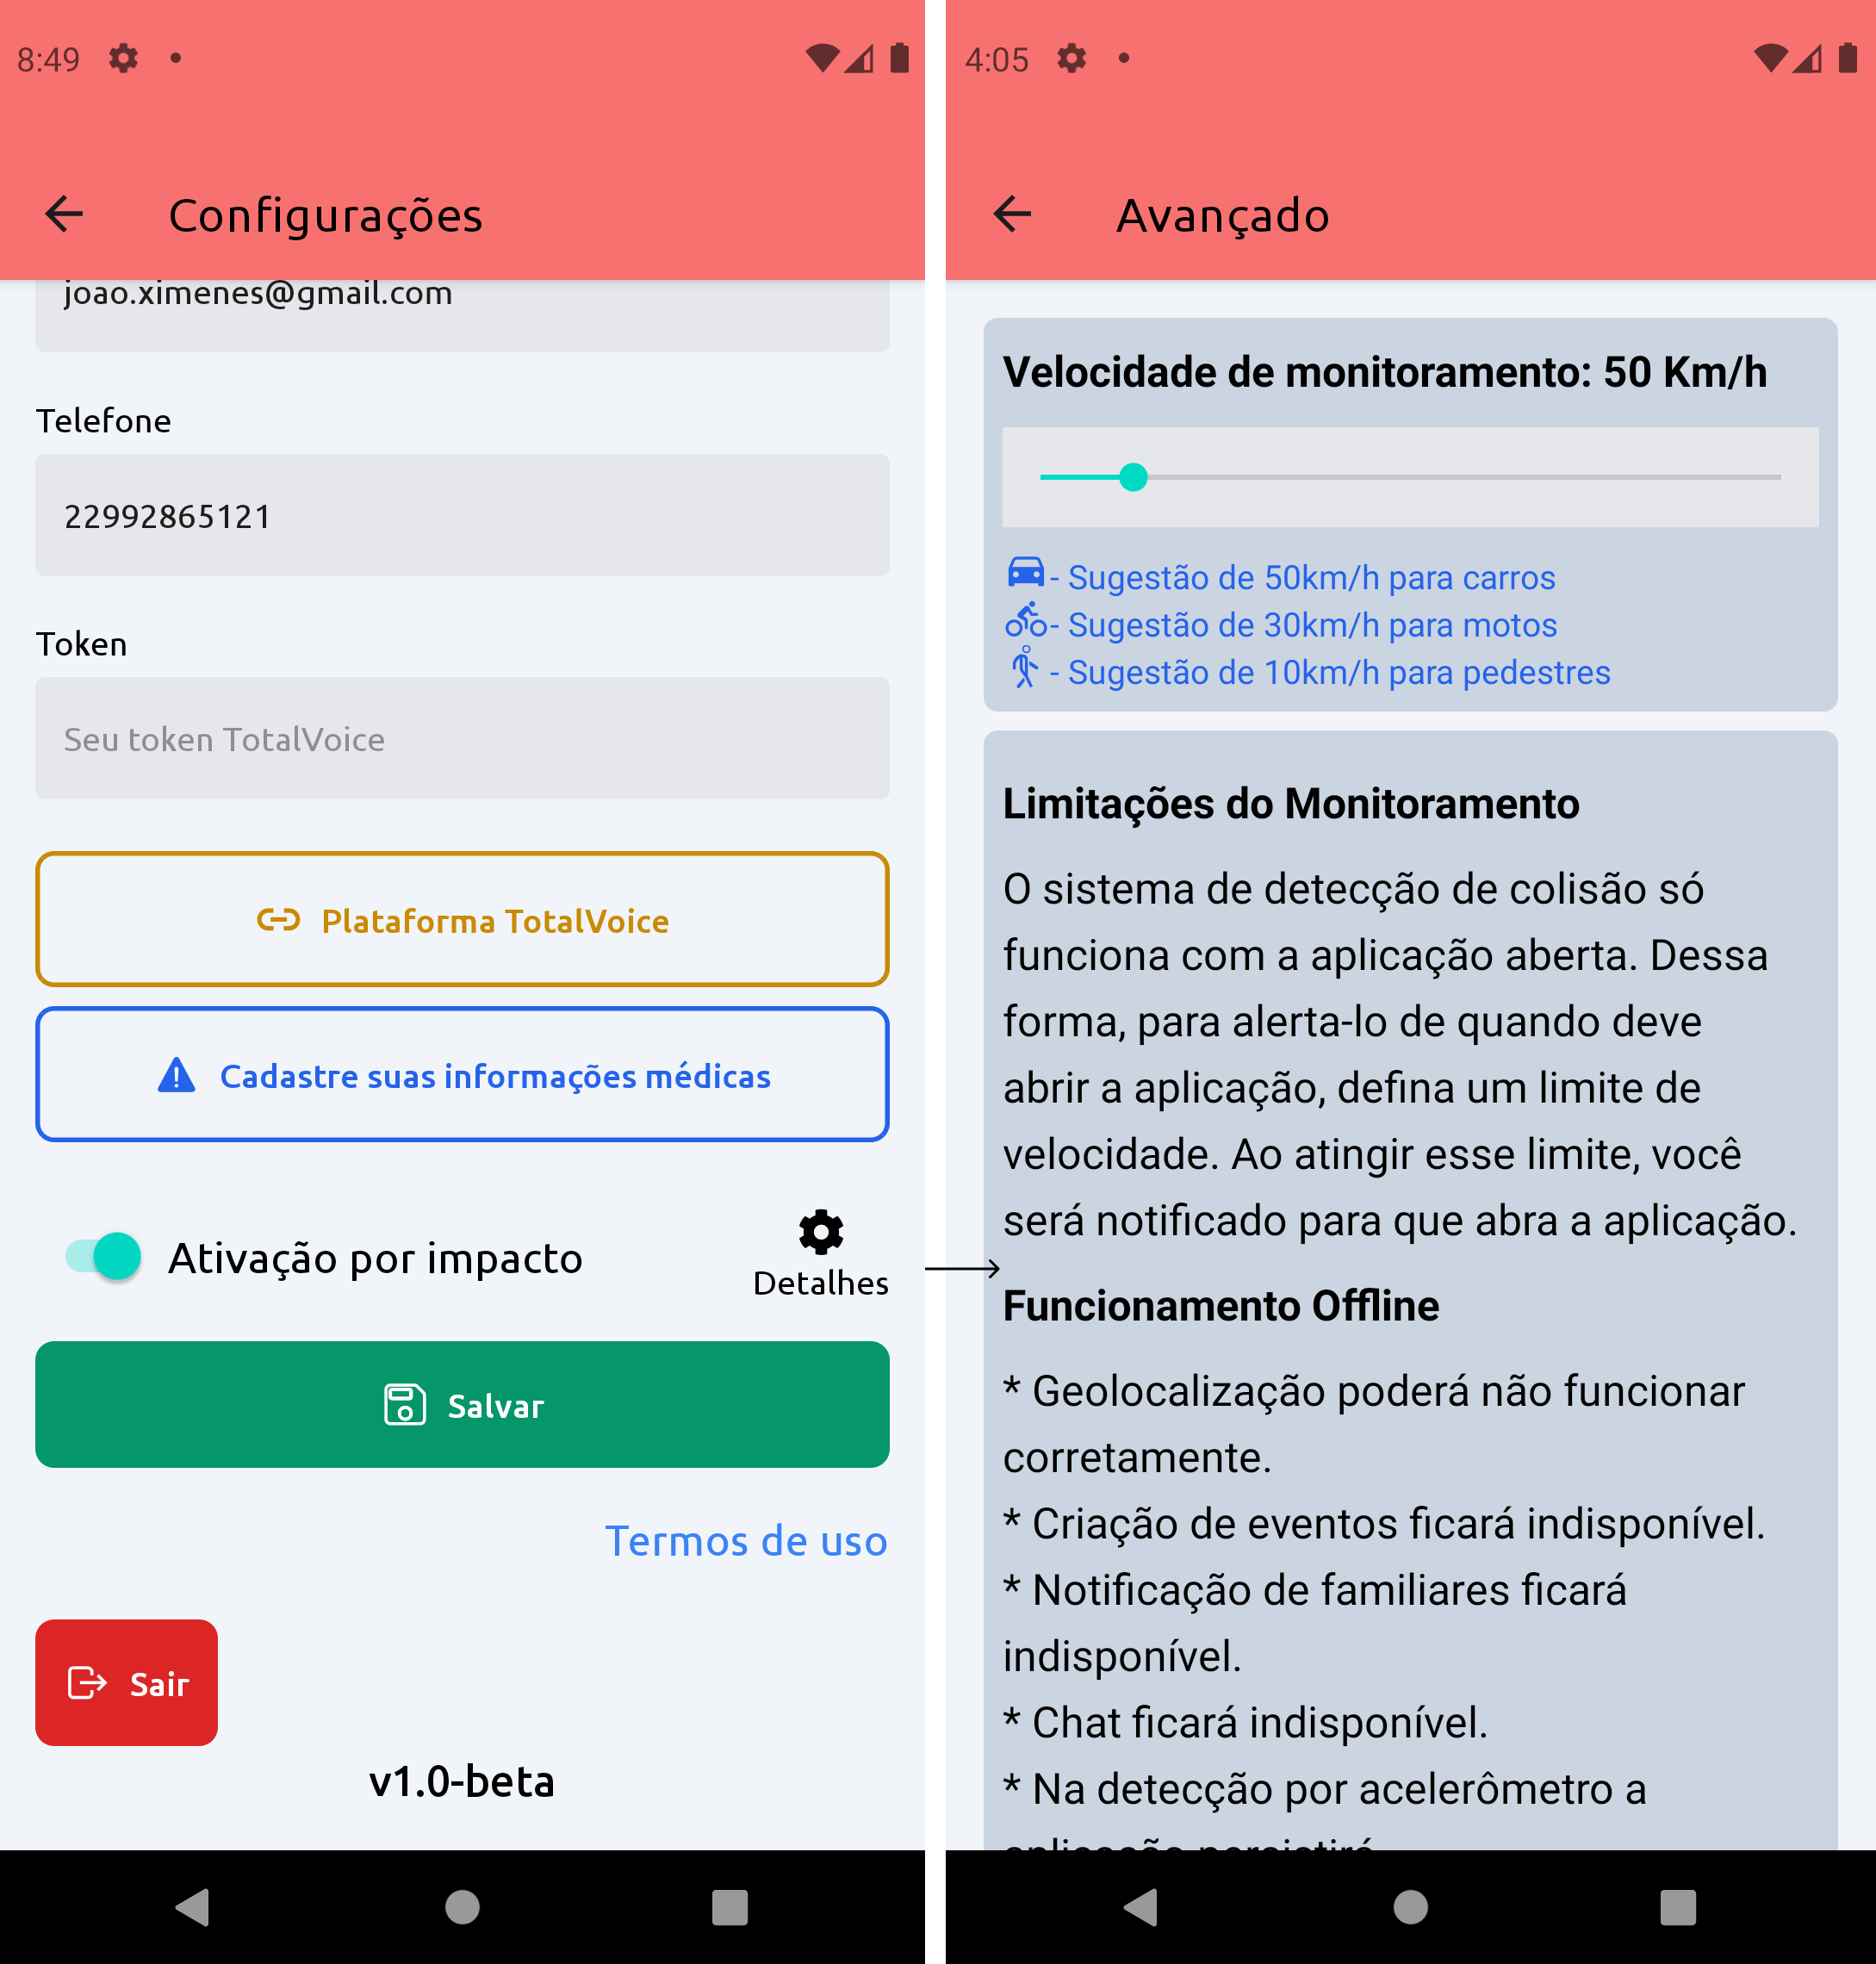 8:49
Configurações
joao.ximenes@gmail.com
Telefone
22992865121
Token
Seu token TotalVoice
Plataforma TotalVoice
Cadastre suas informações médicas
Ativação por impacto
Detalhes
Salvar
Termos de uso
Sair
v1.0-beta
4:05
Avançado
Velocidade de monitoramento: 50 Km/h
- Sugestão de 50km/h para carros
- Sugestão de 30km/h para motos
- Sugestão de 10km/h para pedestres
Limitações do Monitoramento
O sistema de detecção de colisão só
funciona com a aplicação aberta. Dessa
forma, para alerta-lo de quando deve
abrir a aplicação, defina um limite de
velocidade. Ao atingir esse limite, você
será notificado para que abra a aplicação.
Funcionamento Offline
* Geolocalização poderá não funcionar
corretamente.
* Criação de eventos ficará indisponível.
* Notificação de familiares ficará
indisponível.
* Chat ficará indisponível.
* Na detecção por acelerômetro a
aplicação persistirá